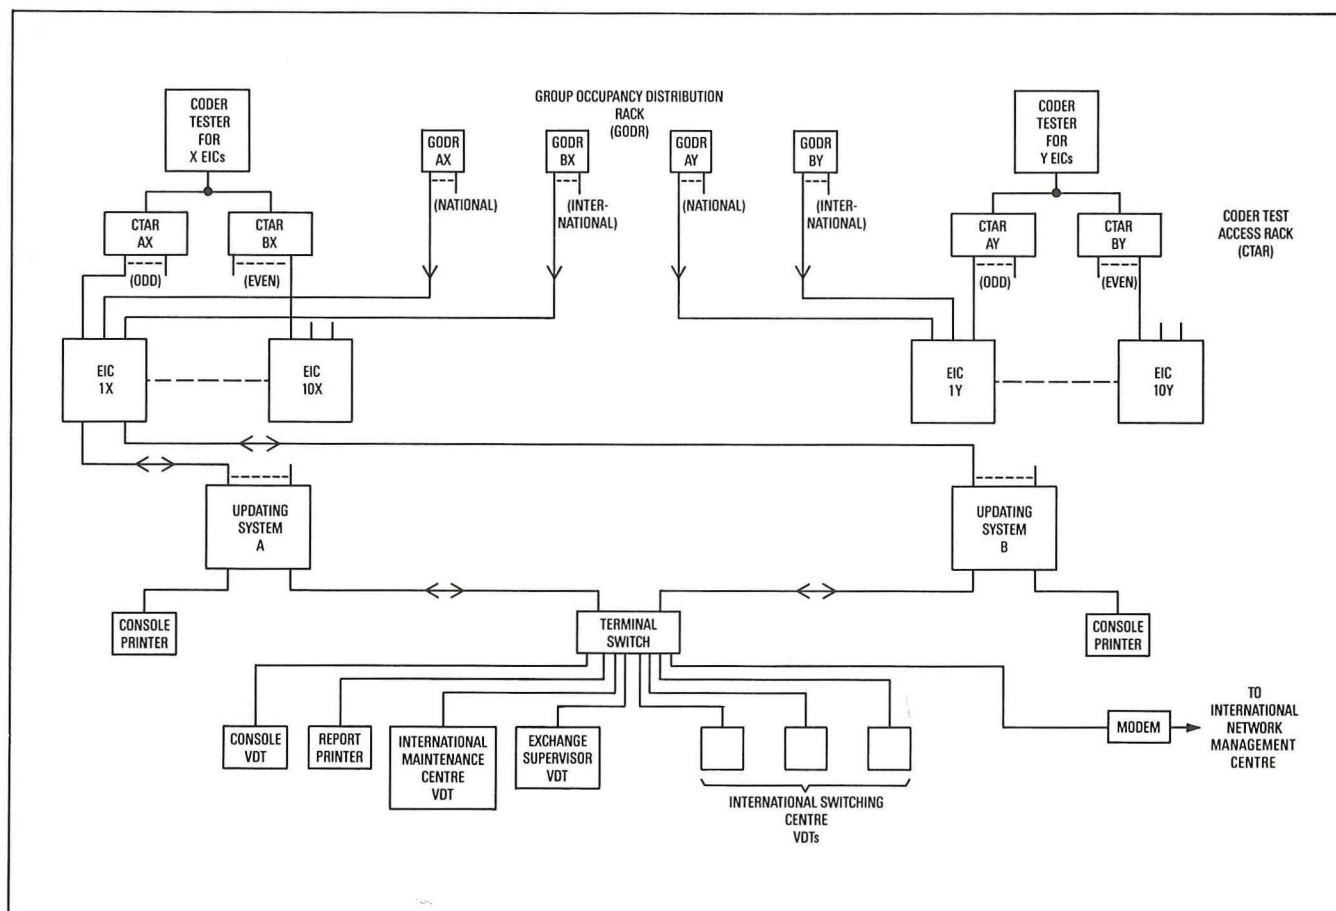 CODER
TESTER
FOR
X EICs
GROUP OCCUPANCY DISTRIBUTION
RACK
(GODR)
CODER
TESTER
FOR
Y EICs
GODR
AX
GODR
BX
GODR
AY
GODR
BY
(NATIONAL)
(INTER-
NATIONAL)
(NATIONAL)
(INTER-
NATIONAL)
CTAR
AX
CTAR
BX
CTAR
AY
CTAR
BY
CODER TEST
ACCESS RACK
(CTAR)
(ODD)
(EVEN)
(ODD)
(EVEN)
EIC
1X
EIC
10X
EIC
1Y
EIC
10Y
UPDATING
SYSTEM
A
UPDATING
SYSTEM
B
CONSOLE
PRINTER
TERMINAL
SWITCH
CONSOLE
PRINTER
CONSOLE
VDT
REPORT
PRINTER
INTERNATIONAL
MAINTENANCE
CENTRE
VDT
EXCHANGE
SUPERVISOR
VDT
INTERNATIONAL SWITCHING
CENTRE
VDTs
MODEM
TO
INTERNATIONAL
NETWORK
MANAGEMENT
CENTRE